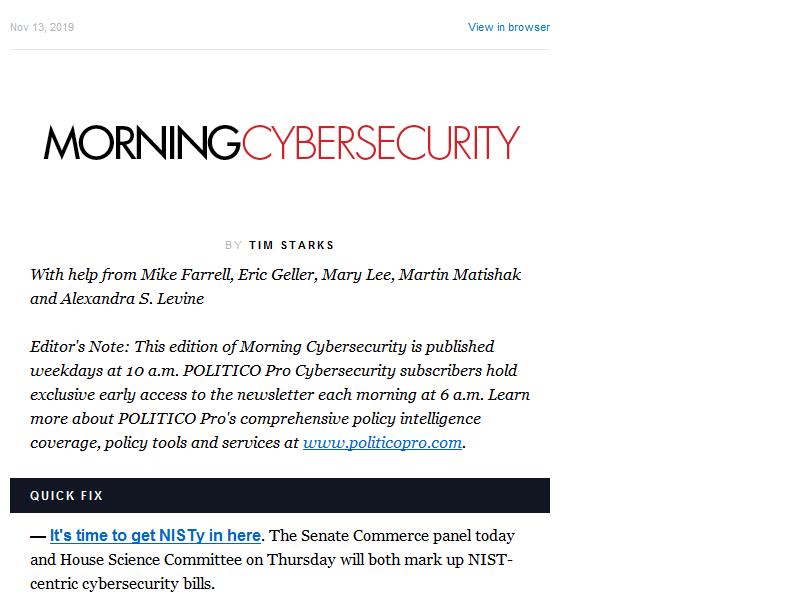 Nov 13, 2019
View in browser
MORNINGCYBERSECURITY
BY TIM STARKS
With help from Mike Farrell, Eric Geller, Mary Lee, Martin Matishak
and Alexandra S. Levine
Editor's Note: This edition of Morning Cybersecurity is published
weekdays at 10 a.m. POLITICO Pro Cybersecurity subscribers hold
exclusive early access to the newsletter each morning at 6 a.m. Learn
more about POLITICO Pro's comprehensive policy intelligence
coverage, policy tools and services at www.politicopro.com.
QUICK FIX
— It's time to get NISTy in here. The Senate Commerce panel today
and House Science Committee on Thursday will both mark up NIST-
centric cybersecurity bills.